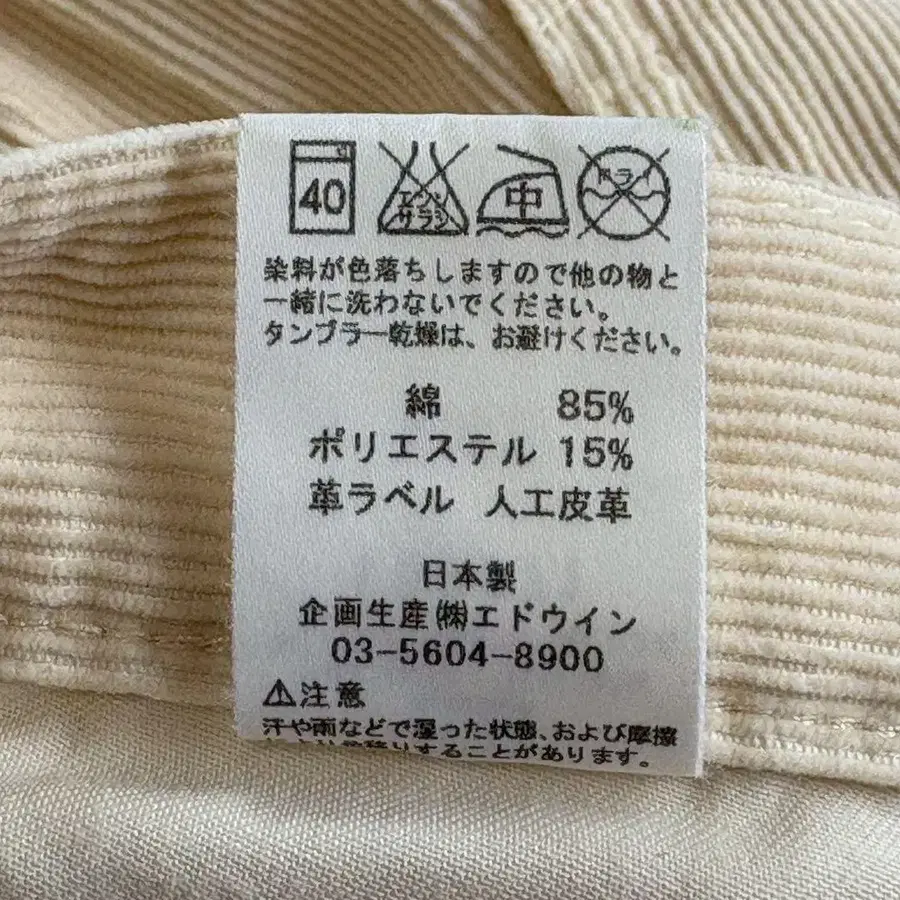 40 エンソサラシ 中 ドライ
染料が色落ちしますので他の物と
一緒に洗わないでください。
タンブラー乾燥は、お避けください。
綿 85%
ポリエステル 15%
革ラベル 人工皮革
日本製
企画生産㈱エドウイン
03-5604-8900
⚠注意
汗や雨などで湿った状態、および摩擦
することがあります。